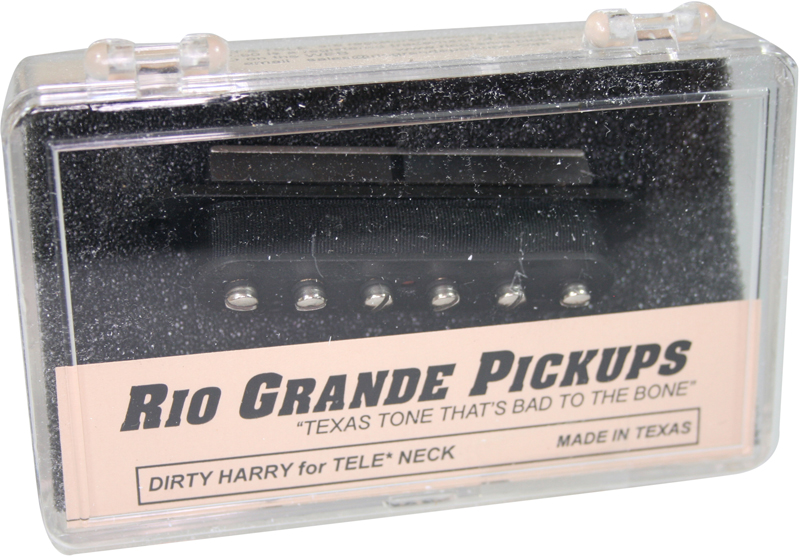 RIO GRANDE PICKUPS
"TEXAS TONE THAT'S BAD TO THE BONE"
DIRTY HARRY for TELE* NECK MADE IN TEXAS